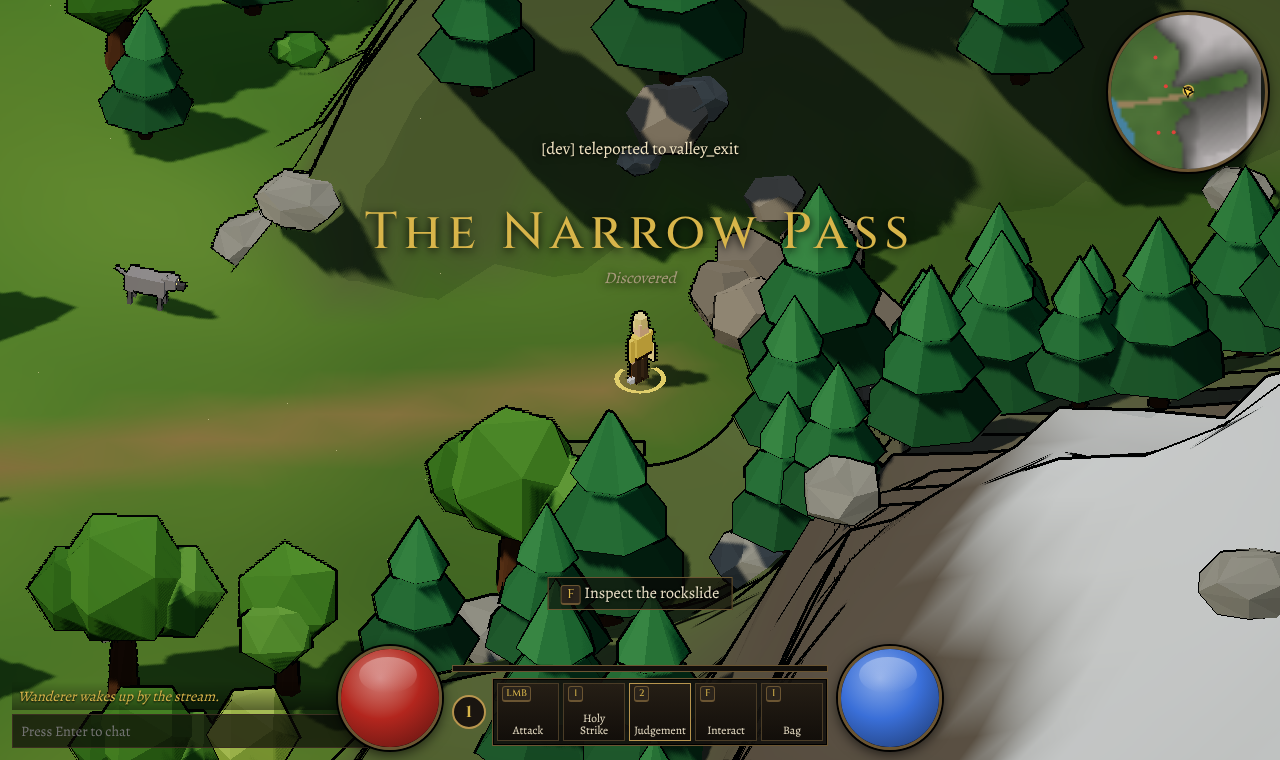 [dev] teleported to valley_exit
The Narrow Pass
Discovered
F Inspect the rockslide
Wanderer wakes up by the stream.
Press Enter to chat
1
LMB
Attack
1
Holy
Strike
2
Judgement
F
Interact
I
Bag